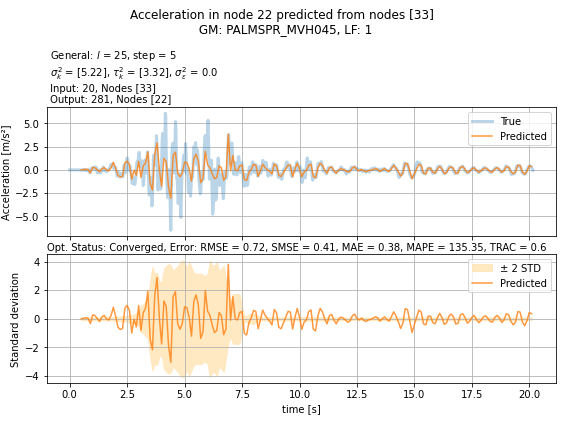 Acceleration in node 22 predicted from nodes [33]
GM: PALMSPR_MVH045, LF: 1
General: l = 25, step = 5
σ²ₖ = [5.22], τ²ₖ = [3.32], σ²ε = 0.0
Input: 20, Nodes [33]
Output: 281, Nodes [22]
Acceleration [m/s²]
5.0
2.5
0.0
−2.5
−5.0
True
Predicted
Opt. Status: Converged, Error: RMSE = 0.72, SMSE = 0.41, MAE = 0.38, MAPE = 135.35, TRAC = 0.6
Standard deviation
4
2
0
−2
−4
± 2 STD
Predicted
0.0 2.5 5.0 7.5 10.0 12.5 15.0 17.5 20.0
time [s]